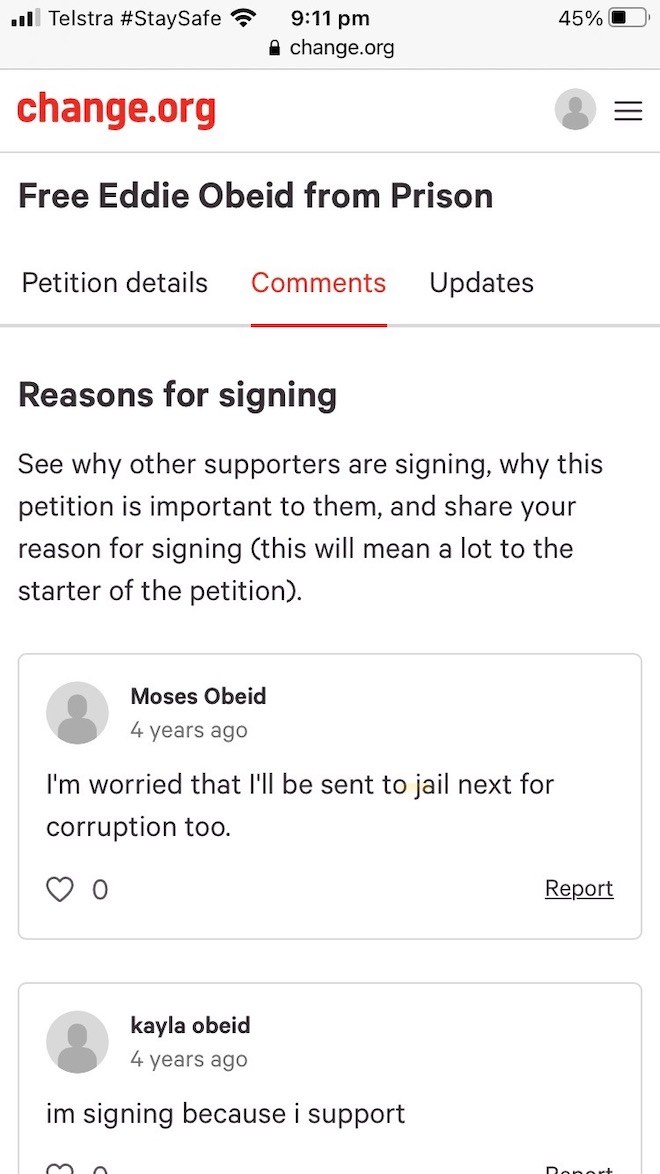 Telstra #StaySafe 9:11 pm 45%
change.org
change.org
Free Eddie Obeid from Prison
Petition details Comments Updates
Reasons for signing
See why other supporters are signing, why this
petition is important to them, and share your
reason for signing (this will mean a lot to the
starter of the petition).
Moses Obeid
4 years ago
I'm worried that I'll be sent to jail next for
corruption too.
0 Report
kayla obeid
4 years ago
im signing because i support
0 Report